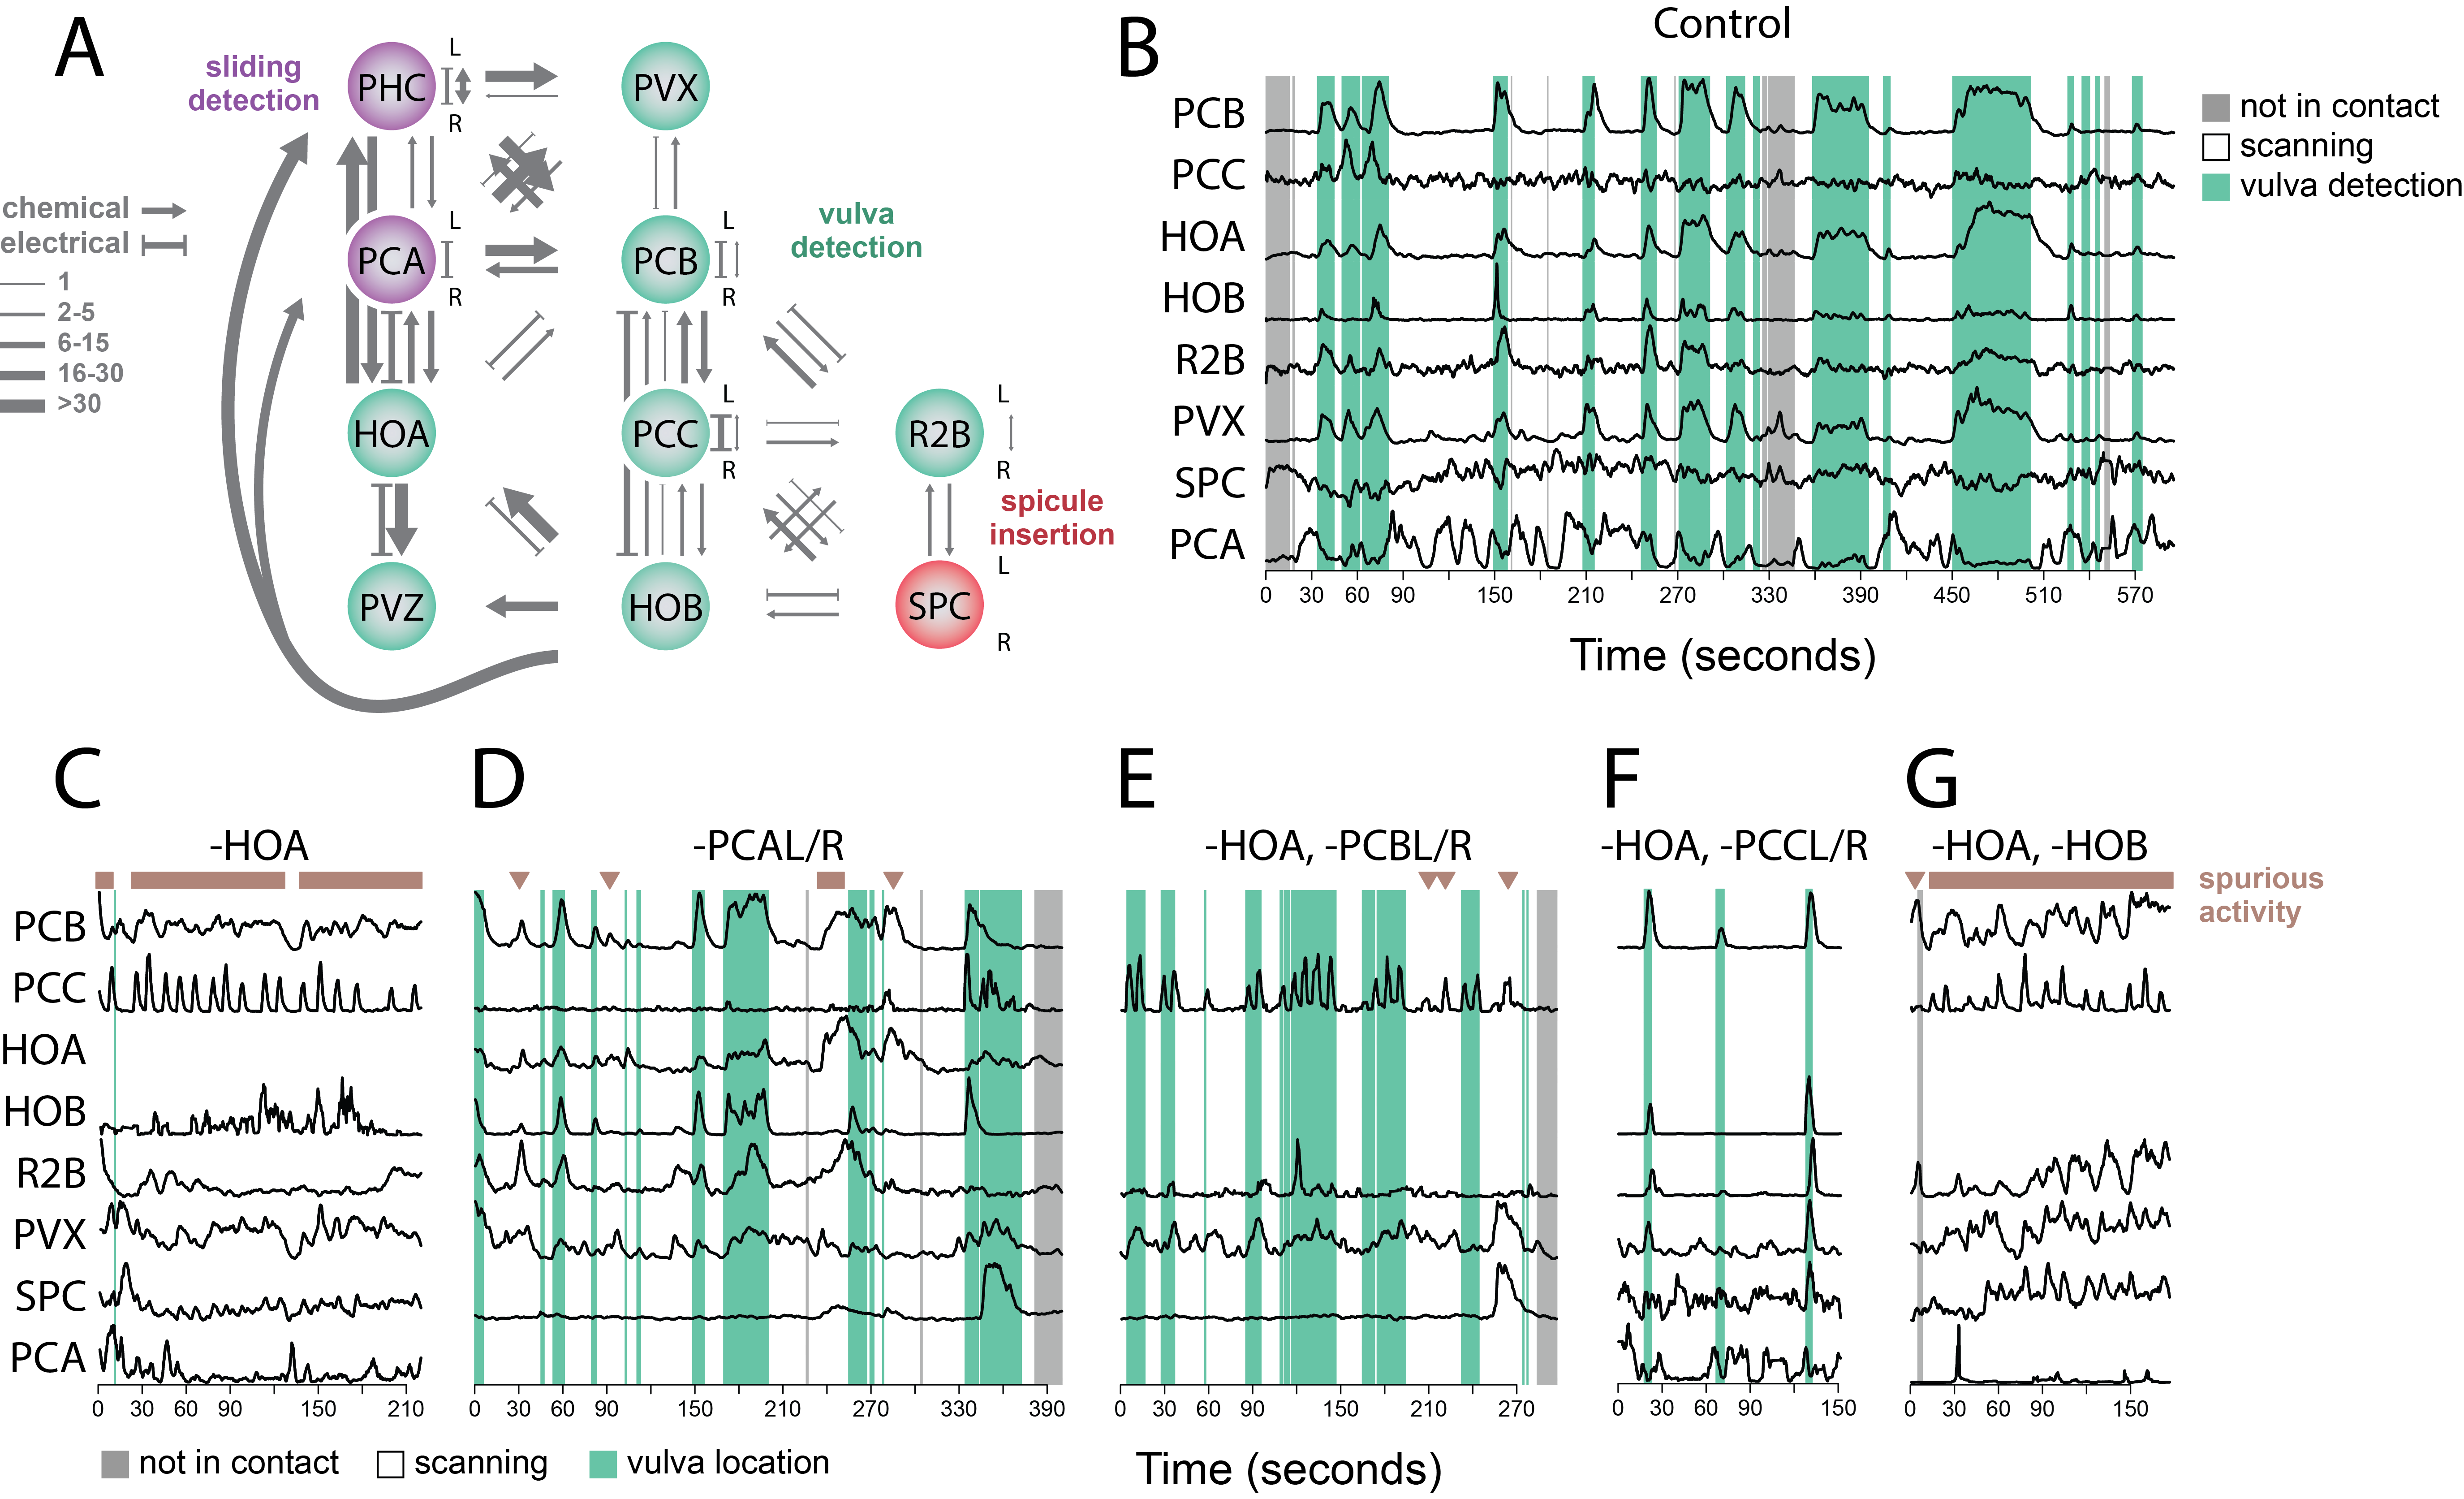 A
sliding
detection
PHC
L
R
PVX
chemical
electrical
1
2-5
6-15
16-30
>30
PCA
L
R
PCB
L
R
vulva
detection
HOA
PCC
L
R
R2B
L
R
spicule
insertion
PVZ
HOB
SPC
L
R
B
Control
PCB
PCC
HOA
HOB
R2B
PVX
SPC
PCA
0 30 60 90 150 210 270 330 390 450 510 570
Time (seconds)
not in contact
scanning
vulva detection
C
-HOA
PCB
PCC
HOA
HOB
R2B
PVX
SPC
PCA
0 30 60 90 150 210
D
-PCAL/R
0 30 60 90 150 210 270 330 390
E
-HOA, -PCBL/R
0 30 60 90 150 210 270
F
-HOA, -PCCL/R
0 30 60 90 150
G
-HOA, -HOB
0 30 60 90 150
spurious
activity
not in contact
scanning
vulva location
Time (seconds)